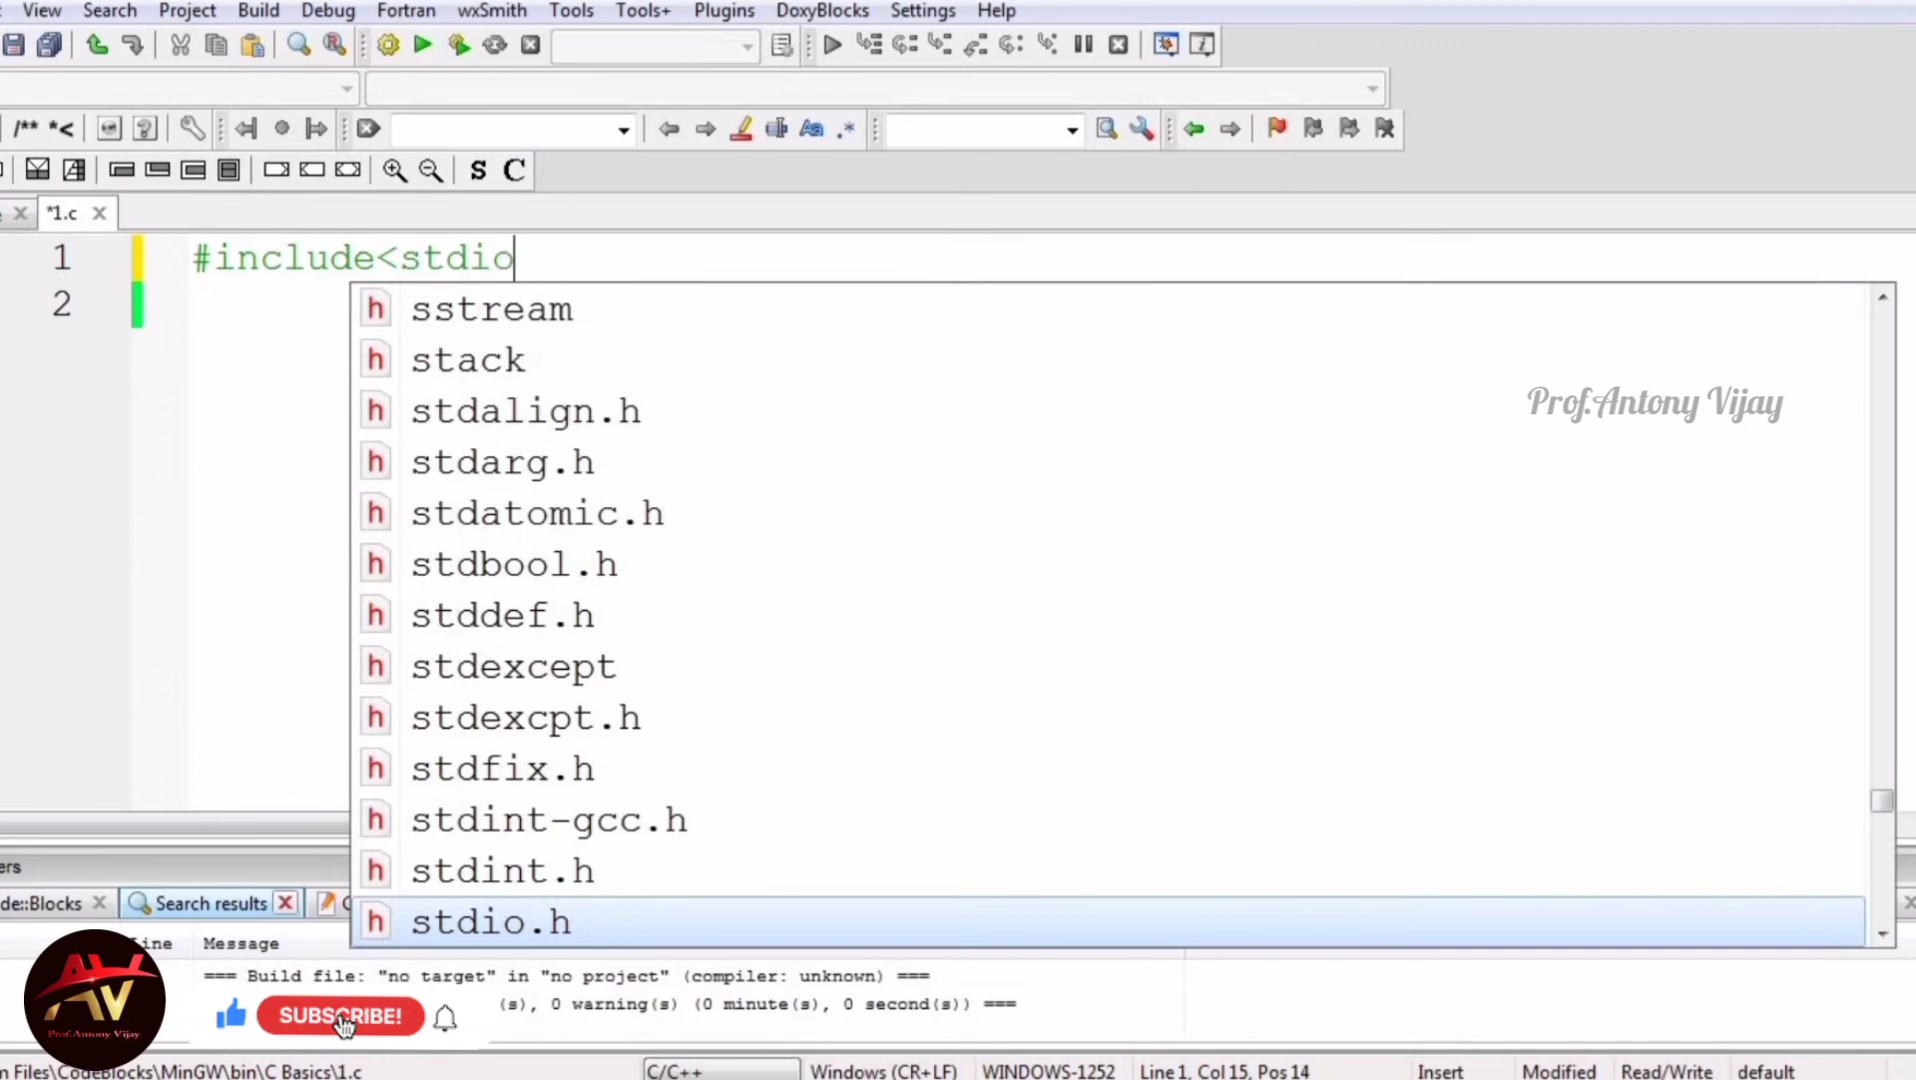 View Search Project Build Debug Fortran wxSmith Tools Tools+ Plugins DoxyBlocks Settings Help
/** *<
S C
*1.c
1 #include<stdio
2
sstream
stack
stdalign.h
stdarg.h
stdatomic.h
stdbool.h
stddef.h
stdexcept
stdexcpt.h
stdfix.h
stdint-gcc.h
stdint.h
stdio.h
Prof.Antony Vijay
ers
de::Blocks Search results
Line Message
=== Build file: "no target" in "no project" (compiler: unknown) ===
(s), 0 warning(s) (0 minute(s), 0 second(s)) ===
AV
Prof.Antony Vijay
SUBSCRIBE!
m Files\CodeBlocks\MinGW\bin\C Basics\1.c C/C++ Windows (CR+LF) WINDOWS-1252 Line 1, Col 15, Pos 14 Insert Modified Read/Write default